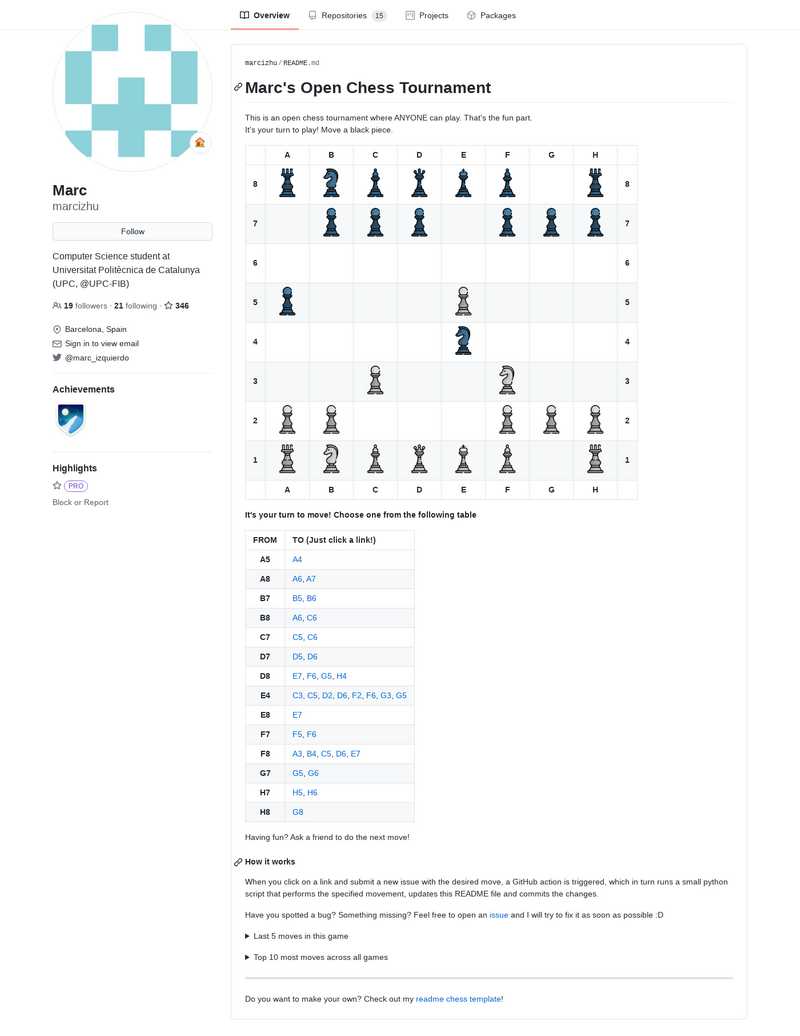 Overview
Repositories 15
Projects
Packages
Marc
marcizhu
Follow
Computer Science student at
Universitat Politècnica de Catalunya
(UPC, @UPC-FIB)
19 followers · 21 following · 346
Barcelona, Spain
Sign in to view email
@marc_izquierdo
Achievements
Highlights
PRO
Block or Report
marcizhu / README.md
Marc's Open Chess Tournament
This is an open chess tournament where ANYONE can play. That's the fun part.
It's your turn to play! Move a black piece.
A B C D E F G H
8 8
7 7
6 6
5 5
4 4
3 3
2 2
1 1
A B C D E F G H
It's your turn to move! Choose one from the following table
FROM TO (Just click a link!)
A5 A4
A8 A6, A7
B7 B5, B6
B8 A6, C6
C7 C5, C6
D7 D5, D6
D8 E7, F6, G5, H4
E4 C3, C5, D2, D6, F2, F6, G3, G5
E8 E7
F7 F5, F6
F8 A3, B4, C5, D6, E7
G7 G5, G6
H7 H5, H6
H8 G8
Having fun? Ask a friend to do the next move!
How it works
When you click on a link and submit a new issue with the desired move, a GitHub action is triggered, which in turn runs a small python
script that performs the specified movement, updates this README file and commits the changes.
Have you spotted a bug? Something missing? Feel free to open an issue and I will try to fix it as soon as possible :D
Last 5 moves in this game
Top 10 most moves across all games
Do you want to make your own? Check out my readme chess template!